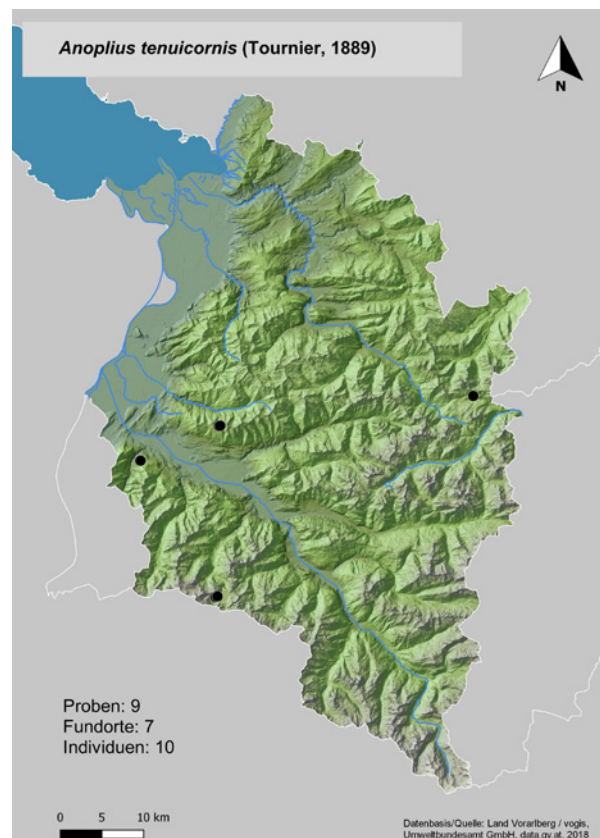 Anoplius tenuicornis (Tournier, 1889)
N
Proben: 9
Fundorte: 7
Individuen: 10
0 5 10 km
Datenbasis/Quelle: Land Vorarlberg / vogis,
Umweltbundesamt GmbH, data.gv.at, 2018